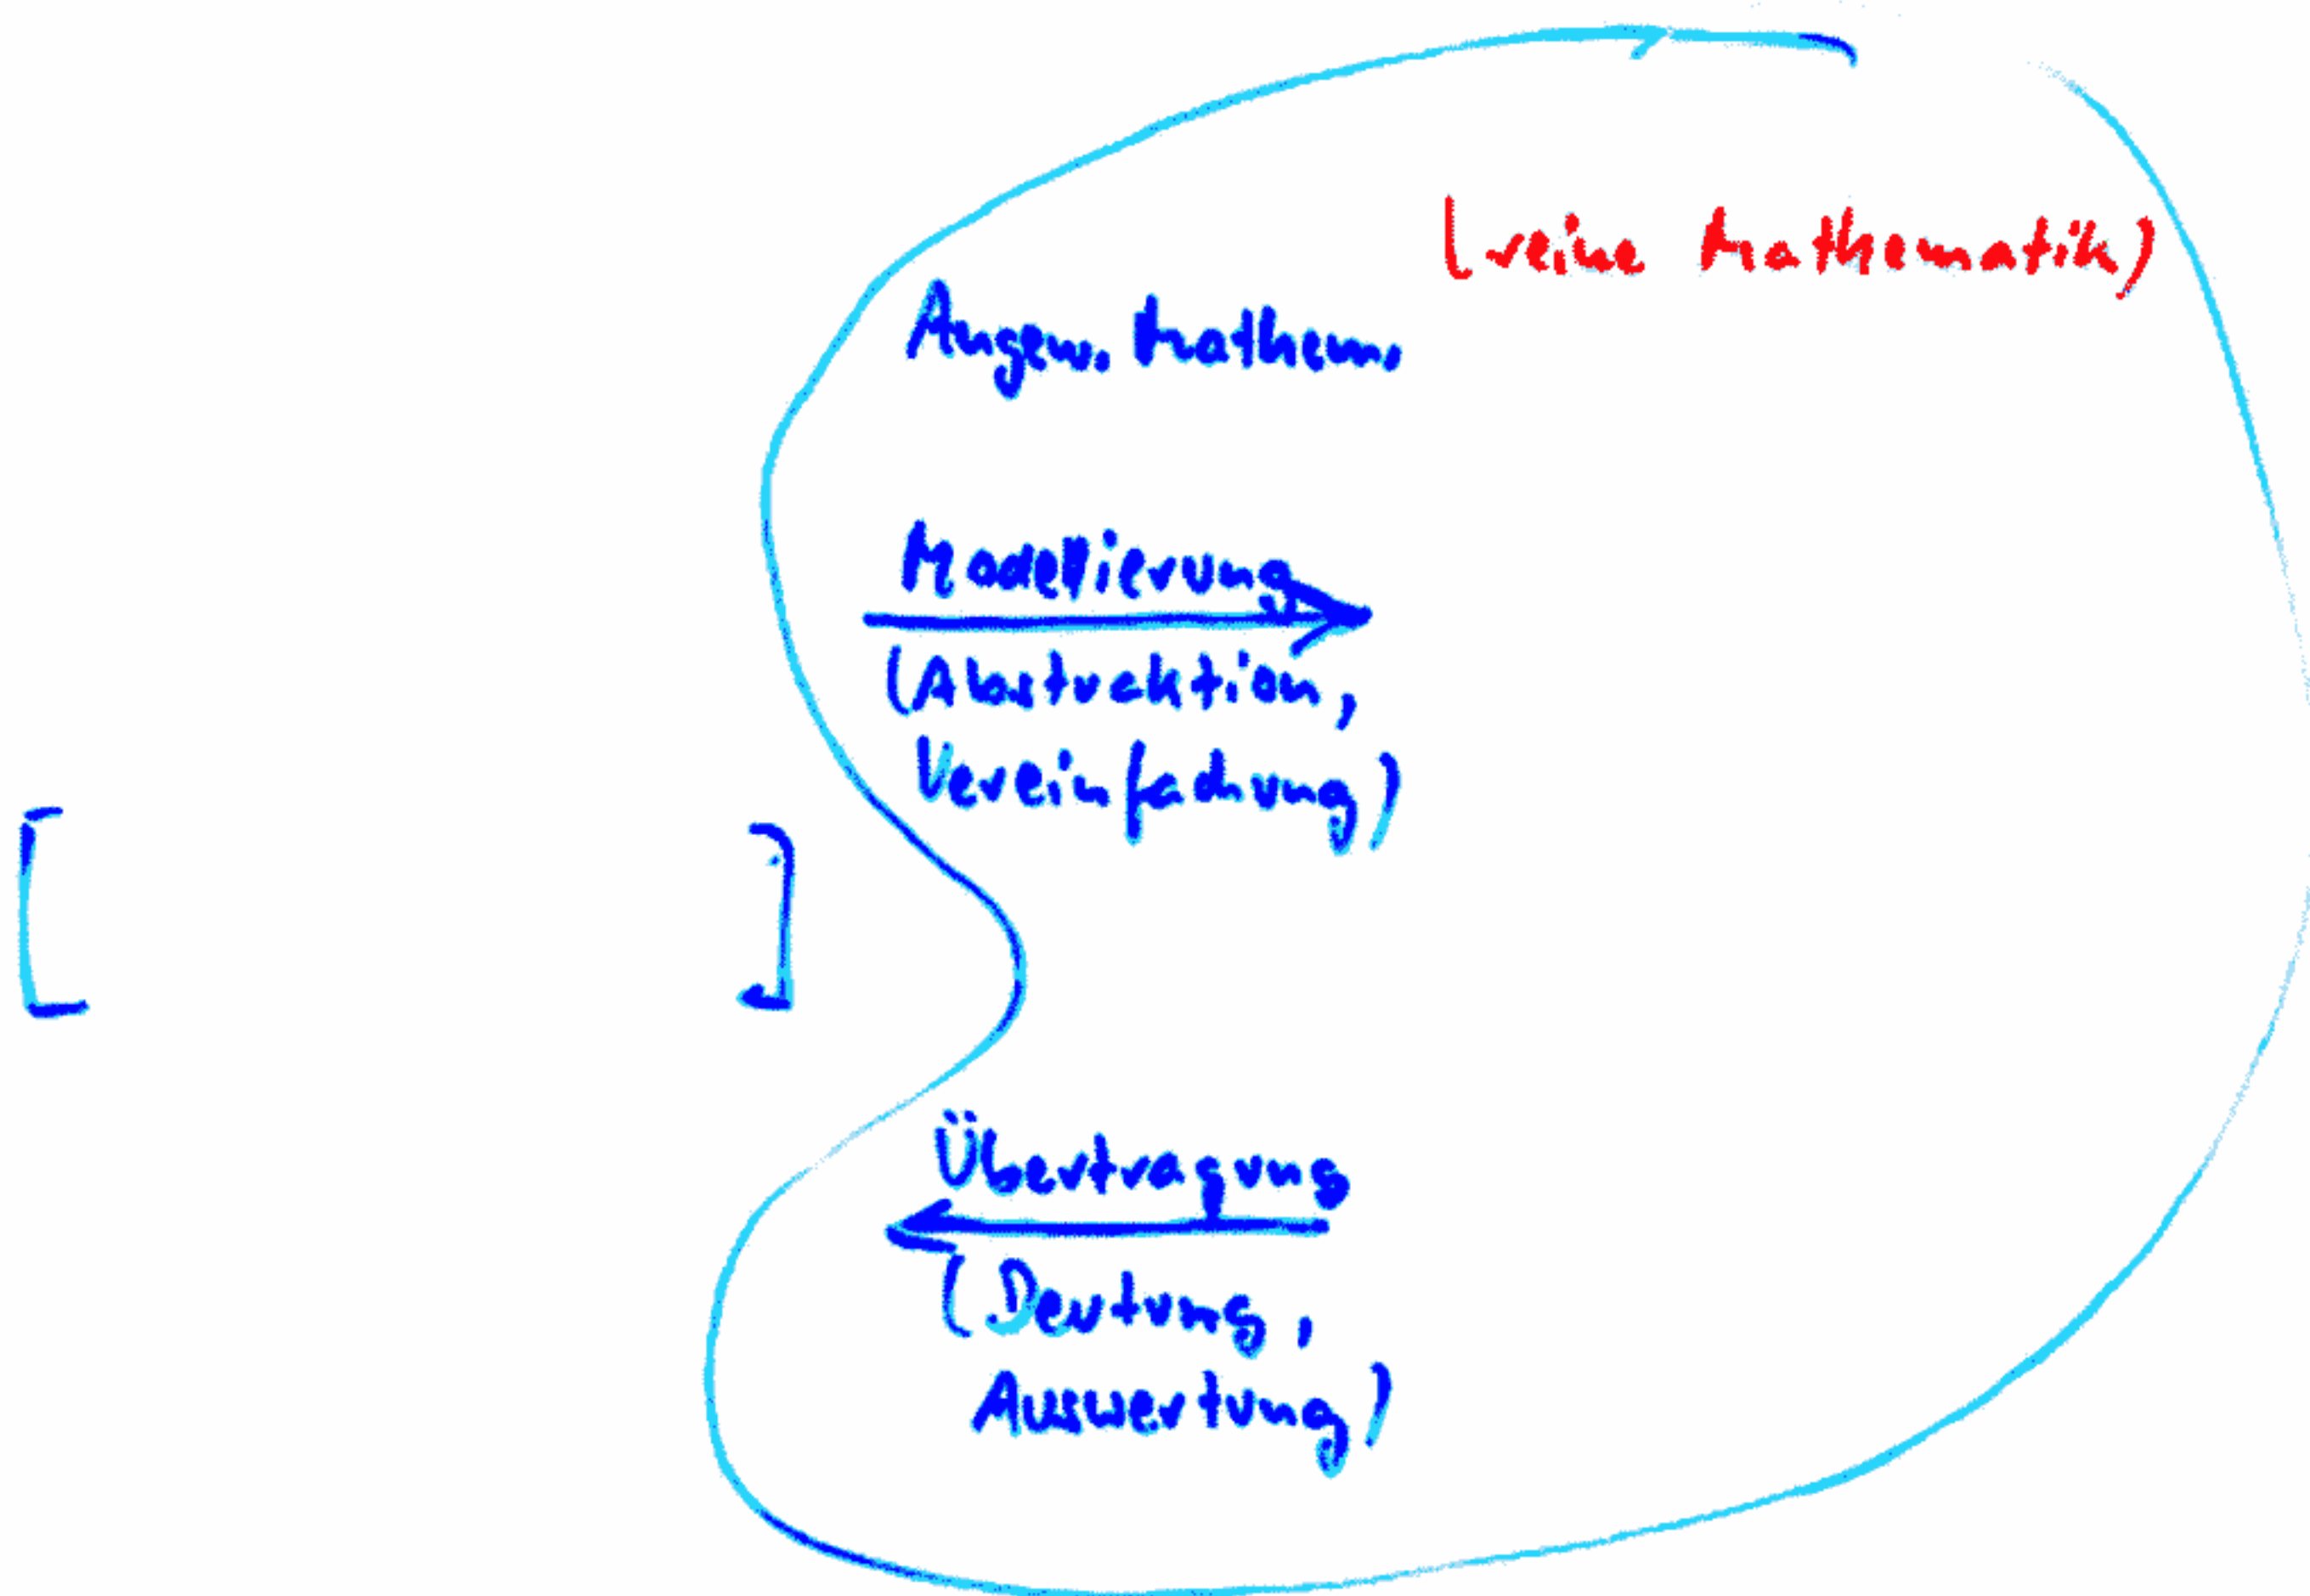 (reine Mathematik)
Angew. Mathem.
Modellierung
(Abstraktion,
Vereinfachung)
[ ]
Übertragung
(Deutung,
Auswertung)